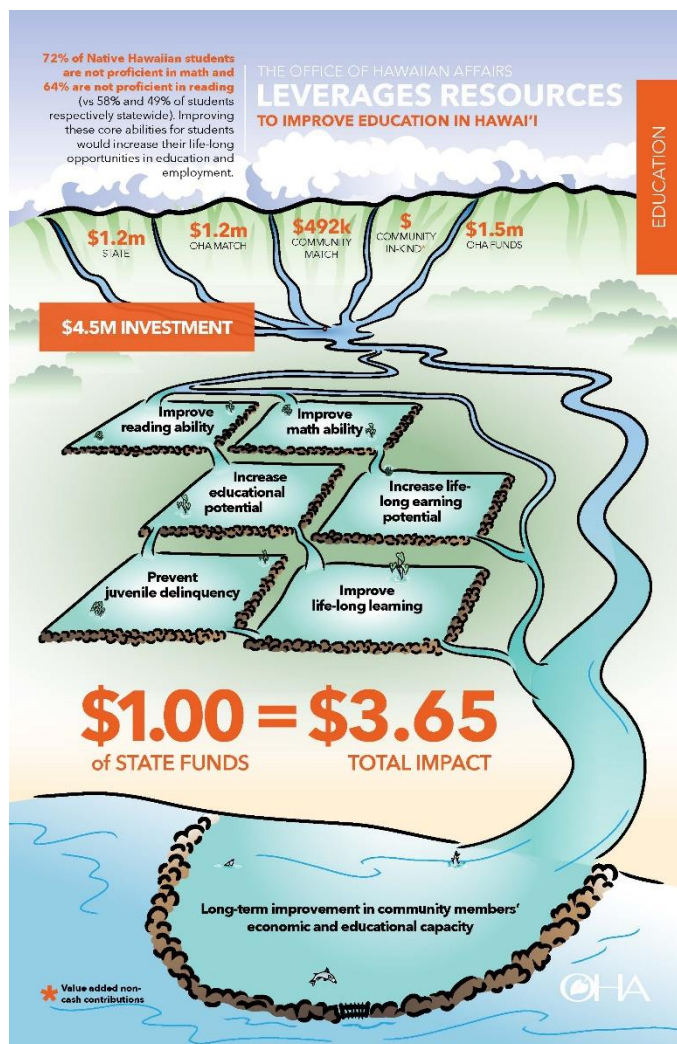 72% of Native Hawaiian students
are not proficient in math and
64% are not proficient in reading
(vs 58% and 49% of students
respectively statewide). Improving
these core abilities for students
would increase their life-long
opportunities in education and
employment.
THE OFFICE OF HAWAIIAN AFFAIRS
LEVERAGES RESOURCES
TO IMPROVE EDUCATION IN HAWAI'I
EDUCATION
$1.2m
STATE
$1.2m
OHA MATCH
$492k
COMMUNITY
MATCH
$
COMMUNITY
IN-KIND*
$1.5m
OHA FUNDS
$4.5M INVESTMENT
Improve
reading ability
Improve
math ability
Increase
educational
potential
Increase life-
long earning
potential
Prevent
juvenile delinquency
Improve
life-long learning
$1.00 = $3.65
of STATE FUNDS
TOTAL IMPACT
Long-term improvement in community members'
economic and educational capacity
* Value added non-
cash contributions
OHA